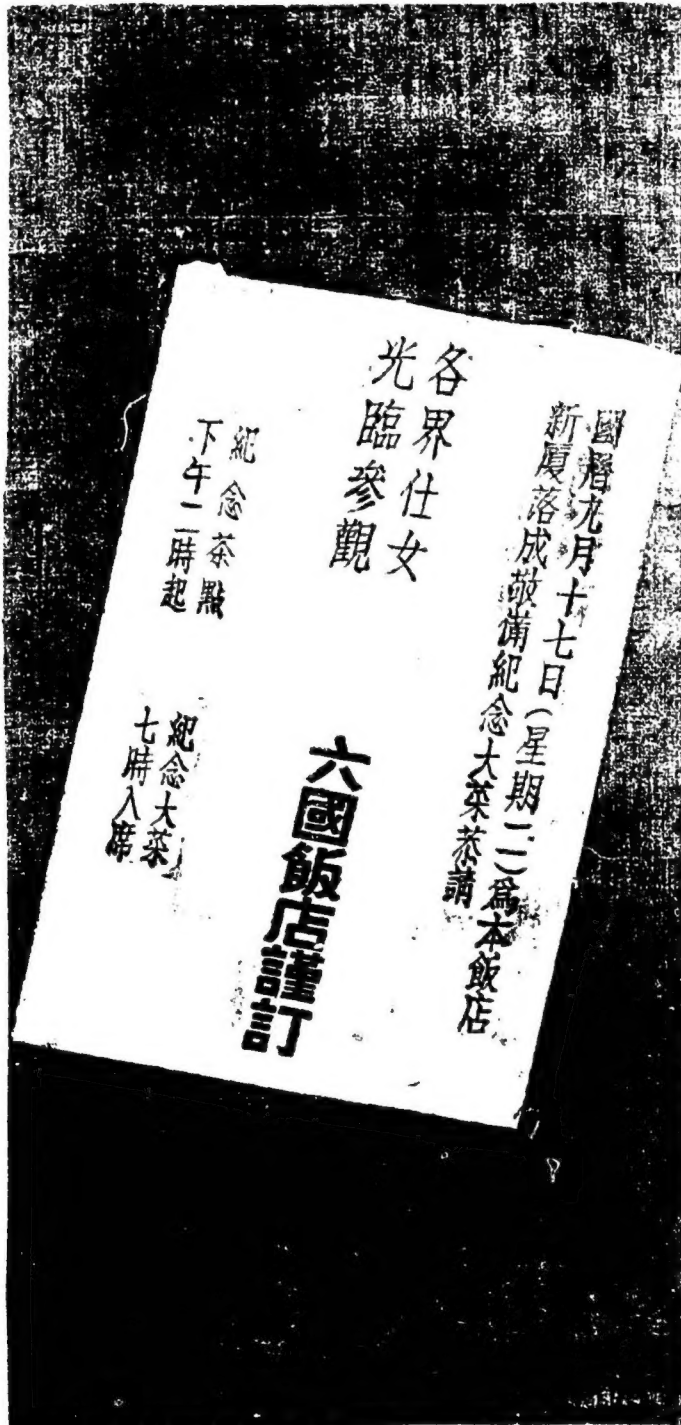 國曆九月十七日(星期二)為本飯店
新廈落成敬備紀念大菜恭請
各界仕女
光臨參觀
六國飯店謹訂
紀念茶點
下午二時起
紀念大菜
七時入席